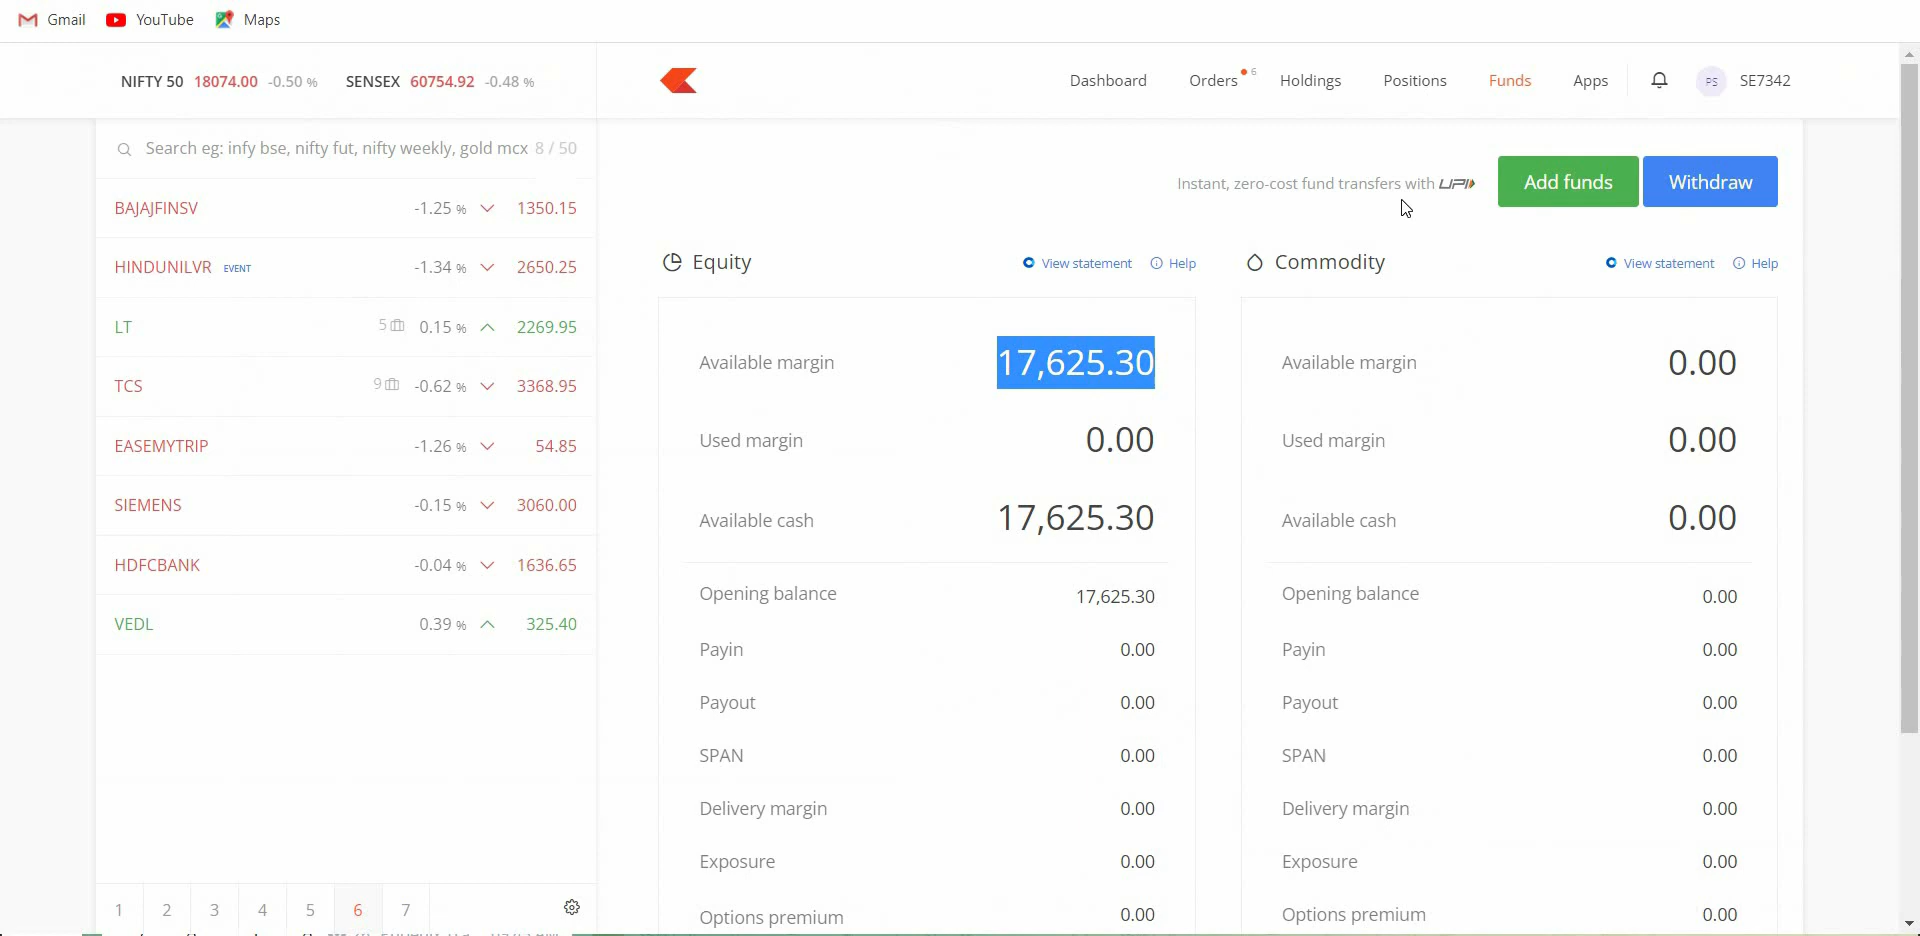 Gmail YouTube Maps
NIFTY 50 18074.00 -0.50 % SENSEX 60754.92 -0.48 %
Dashboard Orders 6 Holdings Positions Funds Apps PS SE7342
Search eg: infy bse, nifty fut, nifty weekly, gold mcx 8 / 50
Instant, zero-cost fund transfers with UPI Add funds Withdraw
BAJAJFINSV -1.25 % 1350.15
HINDUNILVR EVENT -1.34 % 2650.25
LT 5 0.15 % 2269.95
TCS 9 -0.62 % 3368.95
EASEMYTRIP -1.26 % 54.85
SIEMENS -0.15 % 3060.00
HDFCBANK -0.04 % 1636.65
VEDL 0.39 % 325.40
1 2 3 4 5 6 7
Equity View statement Help
Available margin 17,625.30
Used margin 0.00
Available cash 17,625.30
Opening balance 17,625.30
Payin 0.00
Payout 0.00
SPAN 0.00
Delivery margin 0.00
Exposure 0.00
Options premium 0.00
Commodity View statement Help
Available margin 0.00
Used margin 0.00
Available cash 0.00
Opening balance 0.00
Payin 0.00
Payout 0.00
SPAN 0.00
Delivery margin 0.00
Exposure 0.00
Options premium 0.00